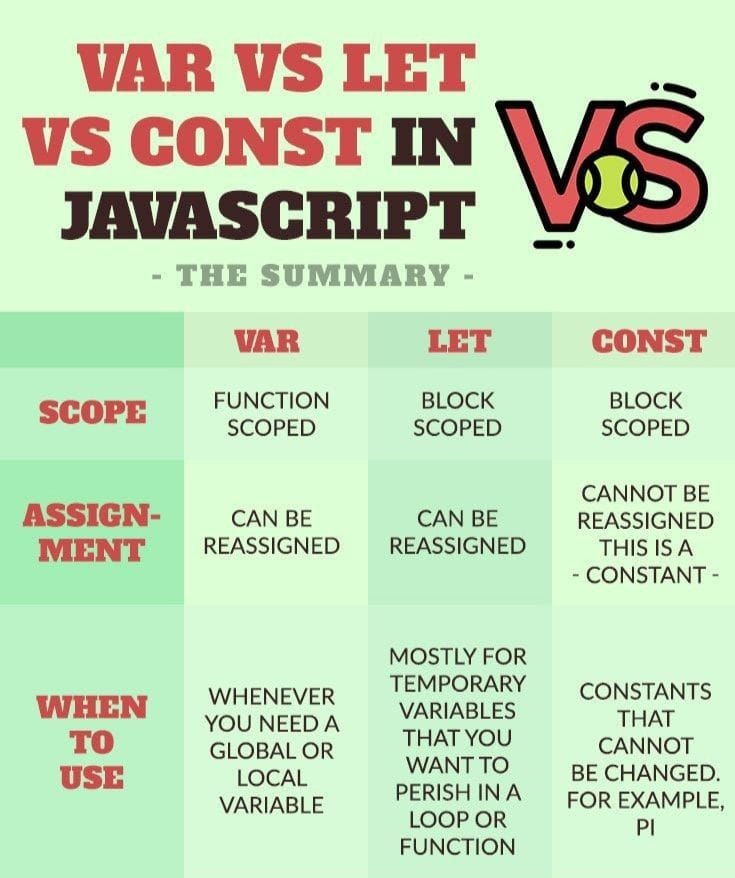 VAR VS LET
VS CONST IN
JAVASCRIPT
- THE SUMMARY -
VS
VAR
LET
CONST
SCOPE
FUNCTION
SCOPED
BLOCK
SCOPED
BLOCK
SCOPED
ASSIGN-
MENT
CAN BE
REASSIGNED
CAN BE
REASSIGNED
CANNOT BE
REASSIGNED
THIS IS A
- CONSTANT -
WHEN
TO
USE
WHENEVER
YOU NEED A
GLOBAL OR
LOCAL
VARIABLE
MOSTLY FOR
TEMPORARY
VARIABLES
THAT YOU
WANT TO
PERISH IN A
LOOP OR
FUNCTION
CONSTANTS
THAT
CANNOT
BE CHANGED.
FOR EXAMPLE,
PI